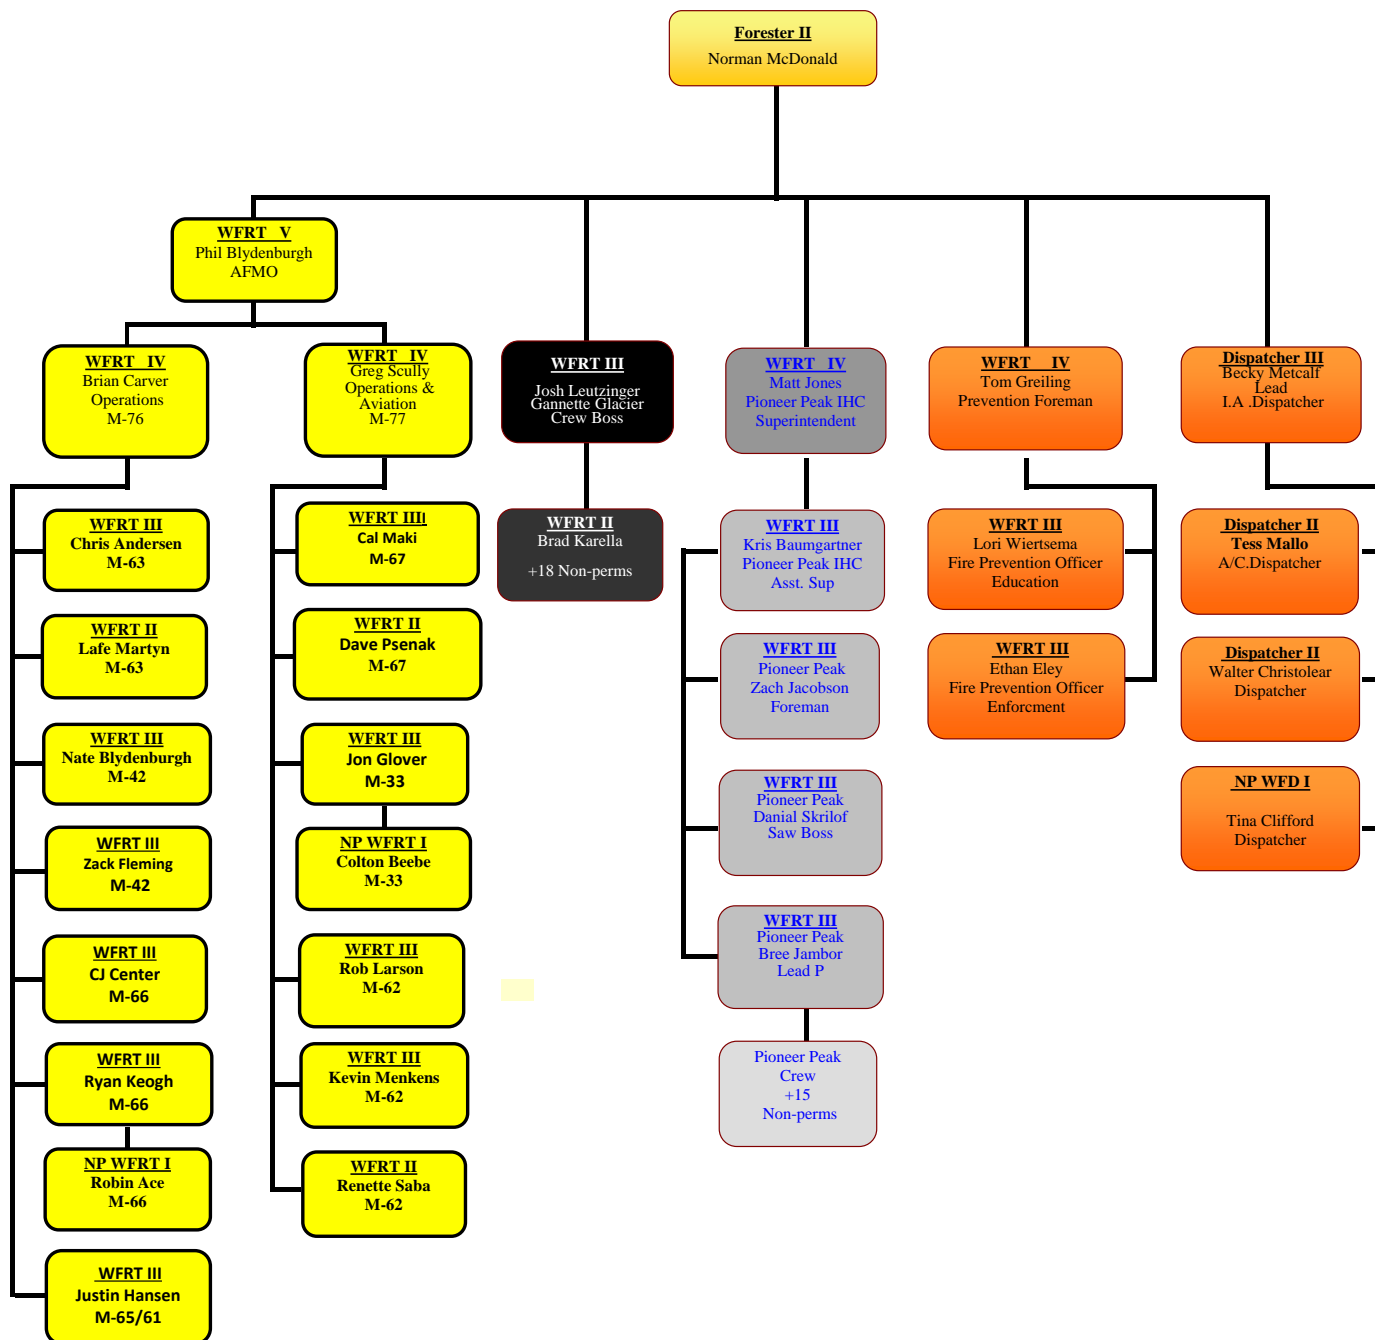 Forester II
Norman McDonald
WFRT V
Phil Blydenburgh
AFMO
WFRT IV
Brian Carver
Operations
M-76
WFRT IV
Greg Scully
Operations &
Aviation
M-77
WFRT III
Josh Leutzinger
Gannette Glacier
Crew Boss
WFRT IV
Matt Jones
Pioneer Peak IHC
Superintendent
WFRT IV
Tom Greiling
Prevention Foreman
Dispatcher III
Becky Metcalf
Lead
I.A .Dispatcher
WFRT III
Chris Andersen
M-63
WFRT II
Lafe Martyn
M-63
WFRT III
Nate Blydenburgh
M-42
WFRT III
Zack Fleming
M-42
WFRT III
CJ Center
M-66
WFRT III
Ryan Keogh
M-66
NP WFRT I
Robin Ace
M-66
WFRT III
Justin Hansen
M-65/61
WFRT IIII
Cal Maki
M-67
WFRT II
Dave Psenak
M-67
WFRT III
Jon Glover
M-33
NP WFRT I
Colton Beebe
M-33
WFRT III
Rob Larson
M-62
WFRT III
Kevin Menkens
M-62
WFRT II
Renette Saba
M-62
WFRT II
Brad Karella
+18 Non-perms
WFRT III
Kris Baumgartner
Pioneer Peak IHC
Asst. Sup
WFRT III
Pioneer Peak
Zach Jacobson
Foreman
WFRT III
Pioneer Peak
Danial Skrilof
Saw Boss
WFRT III
Pioneer Peak
Bree Jambor
Lead P
Pioneer Peak
Crew
+15
Non-perms
WFRT III
Lori Wiertsema
Fire Prevention Officer
Education
WFRT III
Ethan Eley
Fire Prevention Officer
Enforcment
Dispatcher II
Tess Mallo
A/C.Dispatcher
Dispatcher II
Walter Christolear
Dispatcher
NP WFD I
Tina Clifford
Dispatcher